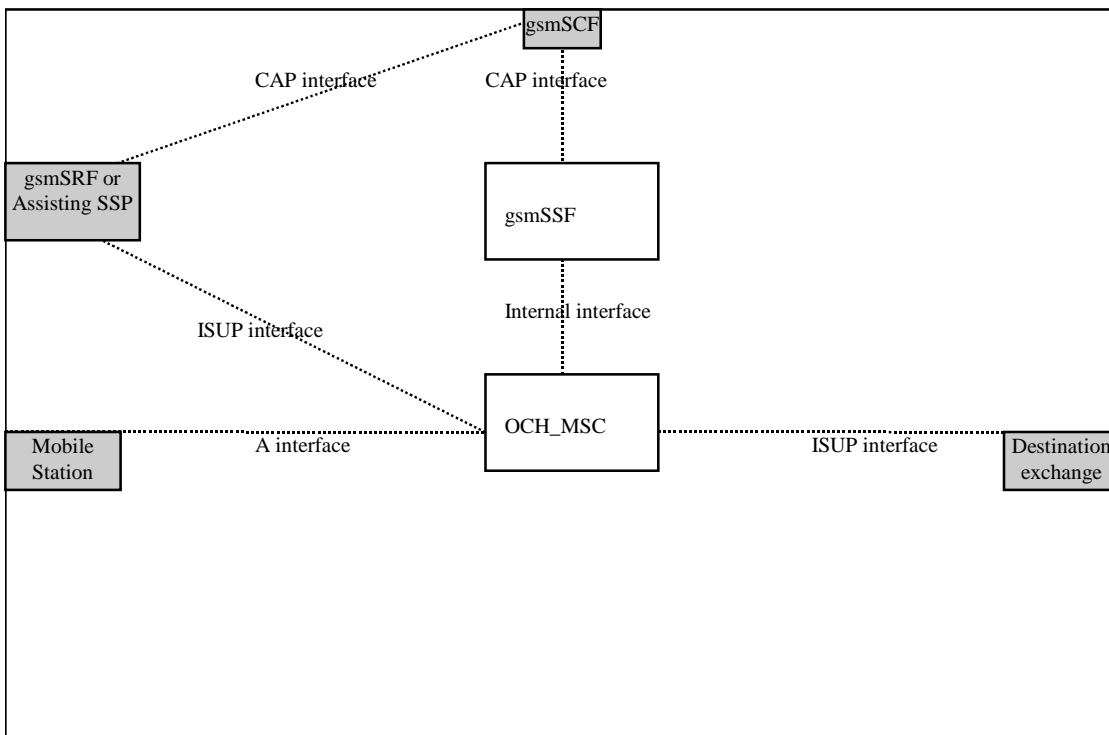 gsmSCF
CAP interface
CAP interface
gsmSRF or
Assisting SSP
gsmSSF
ISUP interface
Internal interface
OCH_MSC
Mobile
Station
A interface
ISUP interface
Destination
exchange